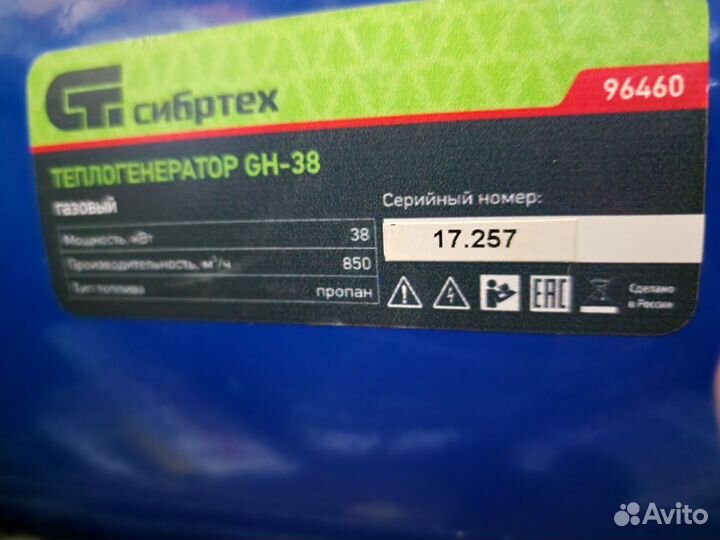 сибртех
96460
ТЕПЛОГЕНЕРАТОР GH-38
газовый
Серийный номер:
17.257
Мощность, кВт 38
Производительность, м³/ч 850
Тип топлива пропан
EAC
Сделано
в России
Avito